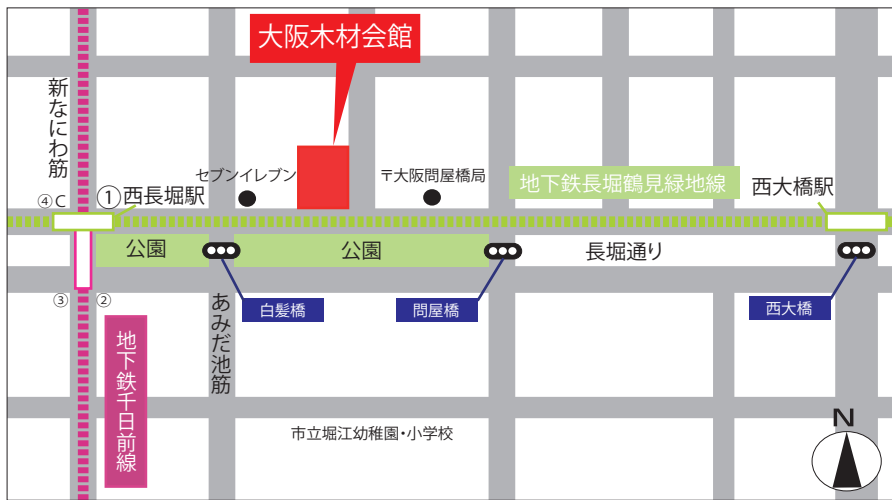 大阪木材会館
新なにわ筋
セブンイレブン
〒大阪問屋橋局
地下鉄長堀鶴見緑地線
西大橋駅
④C
①西長堀駅
公園
公園
長堀通り
白髪橋
問屋橋
西大橋
③
②
あみだ池筋
地下鉄千日前線
市立堀江幼稚園・小学校
N